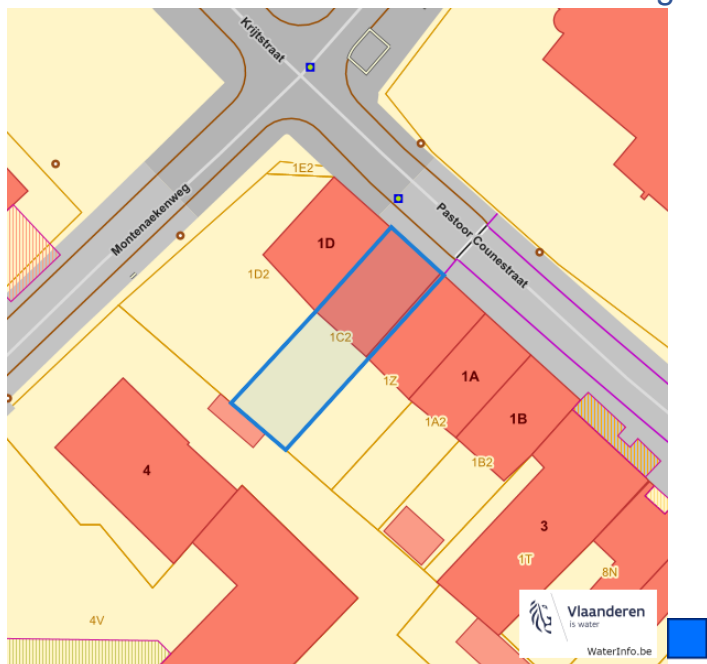 Krijtstraat
Montenaekenweg
Pastoor Counestraat
1E2
1D
1D2
1C2
1Z
1A
1A2
1B
1B2
4
3
1T
8N
4V
Vlaanderen
is water
WaterInfo.be